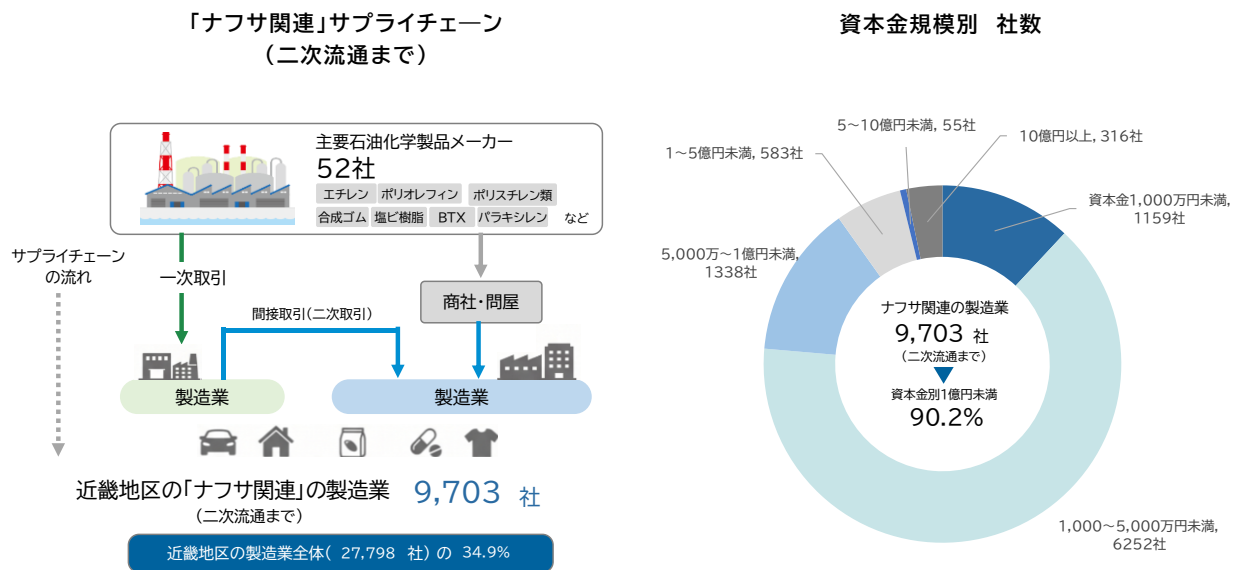 「ナフサ関連」サプライチェーン
（二次流通まで）
主要石油化学製品メーカー
52社
エチレン ポリオレフィン ポリスチレン類
合成ゴム 塩ビ樹脂 BTX パラキシレン など
サプライチェーン
の流れ
一次取引
商社・問屋
間接取引(二次取引)
製造業
製造業
近畿地区の「ナフサ関連」の製造業 9,703 社
(二次流通まで)
近畿地区の製造業全体( 27,798 社) の 34.9%
資本金規模別 社数
5～10億円未満, 55社
10億円以上, 316社
1～5億円未満, 583社
資本金1,000万円未満,
1159社
5,000万～1億円未満,
1338社
ナフサ関連の製造業
9,703 社
(二次流通まで)
資本金別1億円未満
90.2%
1,000～5,000万円未満,
6252社